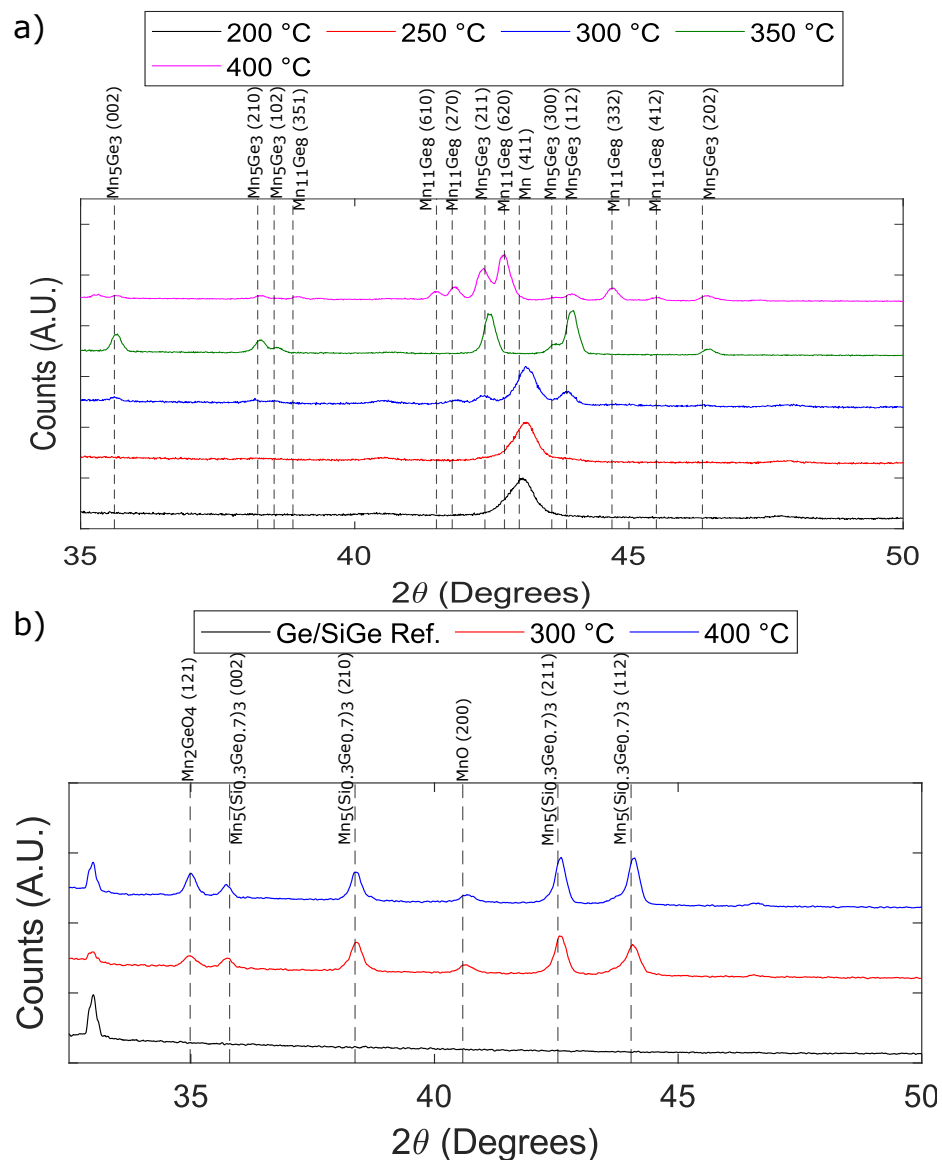 a)
200 °C 250 °C 300 °C 350 °C
400 °C
Mn5Ge3 (002)
Mn5Ge3 (210)
Mn5Ge3 (102)
Mn11Ge8 (351)
Mn11Ge8 (610)
Mn11Ge8 (270)
Mn5Ge3 (211)
Mn11Ge8 (620)
Mn (411)
Mn5Ge3 (300)
Mn5Ge3 (112)
Mn11Ge8 (332)
Mn11Ge8 (412)
Mn5Ge3 (202)
Counts (A.U.)
35 40 45 50
2θ (Degrees)
b)
Ge/SiGe Ref. 300 °C 400 °C
Mn2GeO4 (121)
Mn5(Si0.3Ge0.7)3 (002)
Mn5(Si0.3Ge0.7)3 (210)
MnO (200)
Mn5(Si0.3Ge0.7)3 (211)
Mn5(Si0.3Ge0.7)3 (112)
Counts (A.U.)
35 40 45 50
2θ (Degrees)